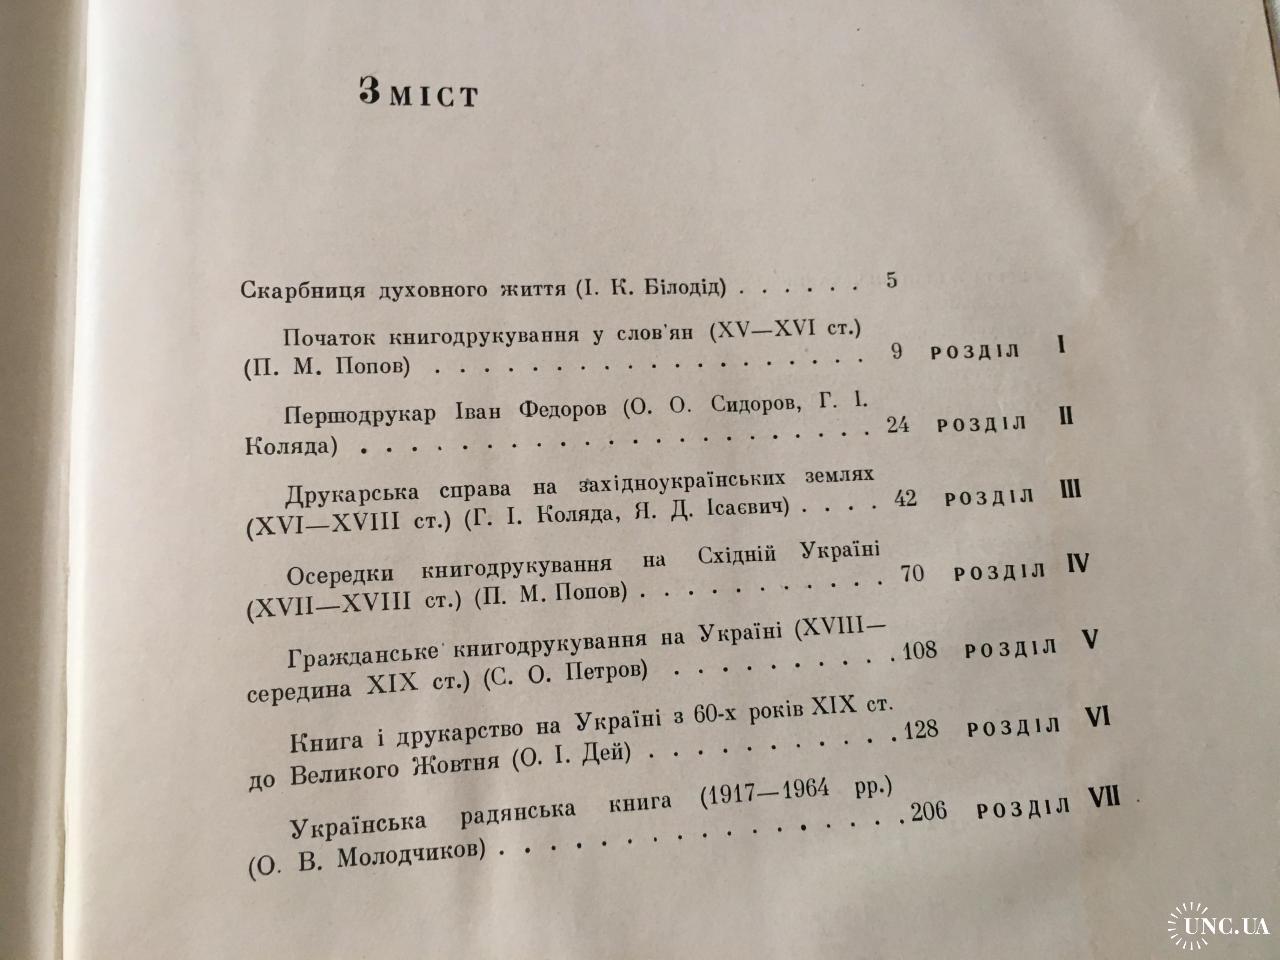 Зміст
Скарбниця духовного життя (І. К. Білодід) . . . . . . 5
Початок книгодрукування у слов'ян (XV—XVI ст.)
(П. М. Попов) . . . . . . . . . . . . . . . . . . 9 РОЗДІЛ I
Першодрукар Іван Федоров (О. О. Сидоров, Г. І.
Коляда) . . . . . . . . . . . . . . . . . . . . 24 РОЗДІЛ II
Друкарська справа на західноукраїнських землях
(XVI—XVIII ст.) (Г. І. Коляда, Я. Д. Ісаєвич) . . . . 42 РОЗДІЛ III
Осередки книгодрукування на Східній Україні
(XVII—XVIII ст.) (П. М. Попов) . . . . . . . . . . . 70 РОЗДІЛ IV
Гражданське книгодрукування на Україні (XVIII—
середина XIX ст.) (С. О. Петров) . . . . . . . . . . 108 РОЗДІЛ V
Книга і друкарство на Україні з 60-х років XIX ст.
до Великого Жовтня (О. І. Дей) . . . . . . . . . . . 128 РОЗДІЛ VI
Українська радянська книга (1917—1964 рр.)
(О. В. Молодчиков) . . . . . . . . . . . . . . . . . 206 РОЗДІЛ VII
UNC.UA